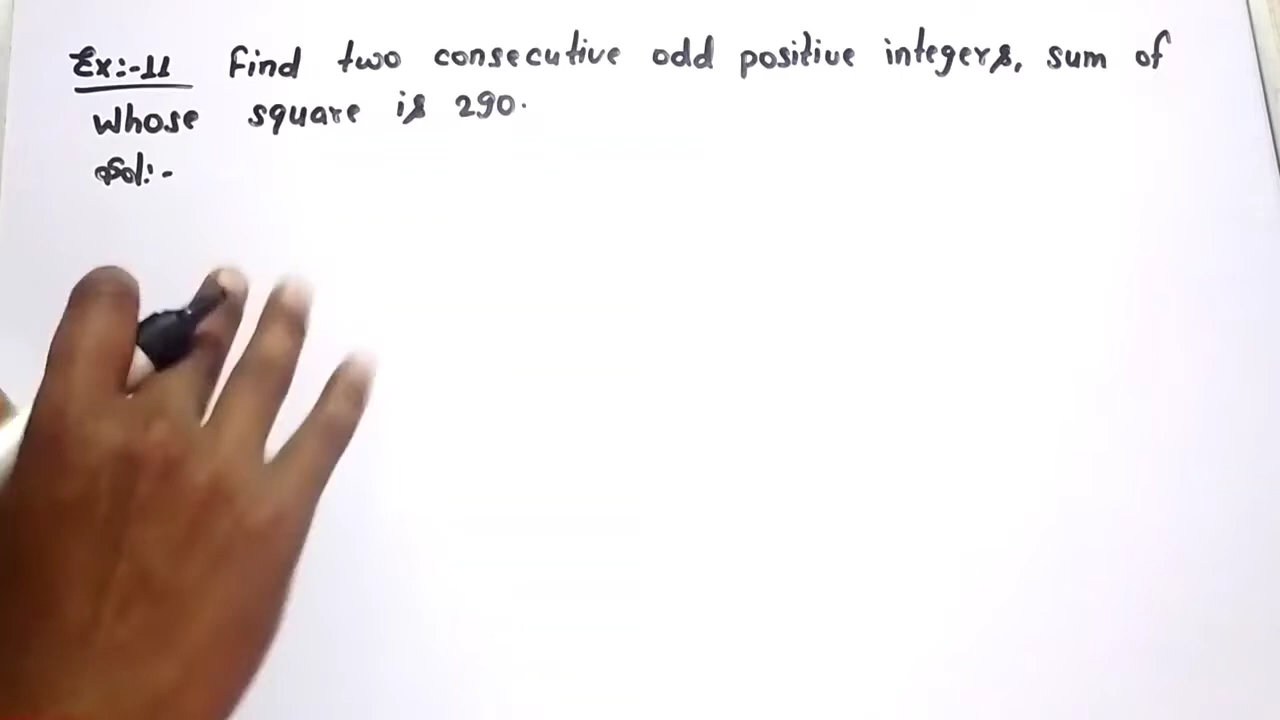 Ex:-11 Find two consecutive odd positive integers, sum of
whose square is 290.
Sol:-